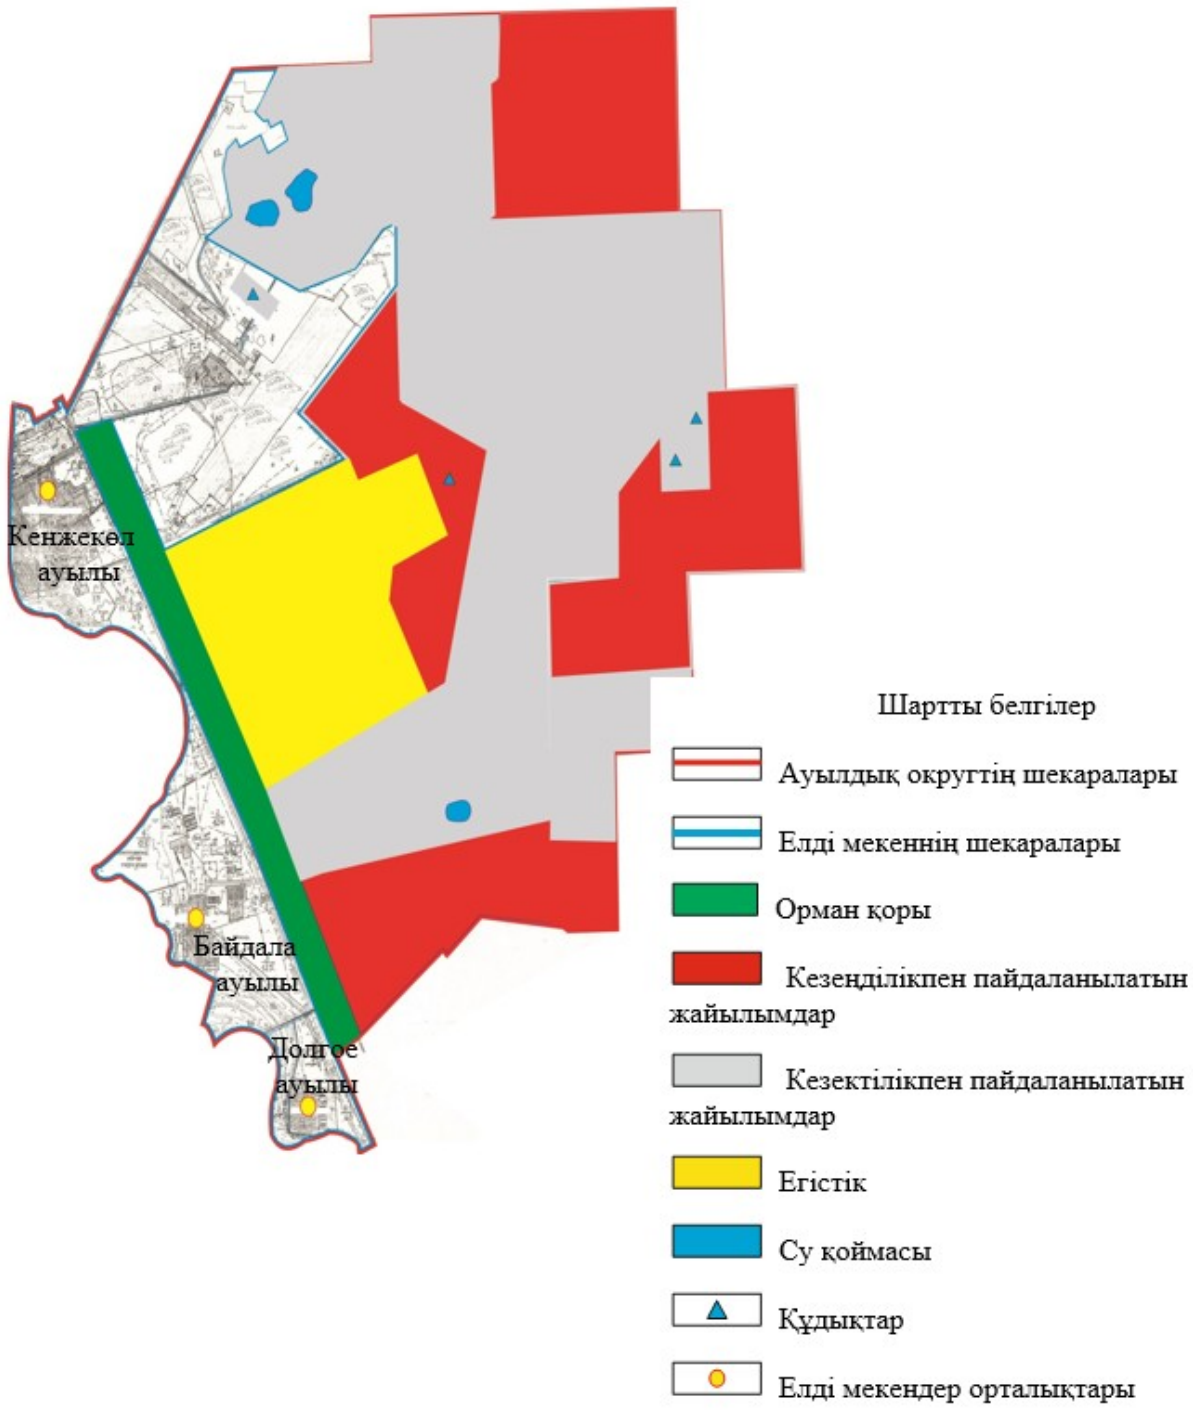 Кенжекөл
ауылы
Байдала
ауылы
Долгое
ауылы
Шартты белгілер
Ауылдық округтің шекаралары
Елді мекеннің шекаралары
Орман қоры
Кезеңділікпен пайдаланылатын
жайылымдар
Кезектілікпен пайдаланылатын
жайылымдар
Егістік
Су қоймасы
Құдықтар
Елді мекендер орталықтары